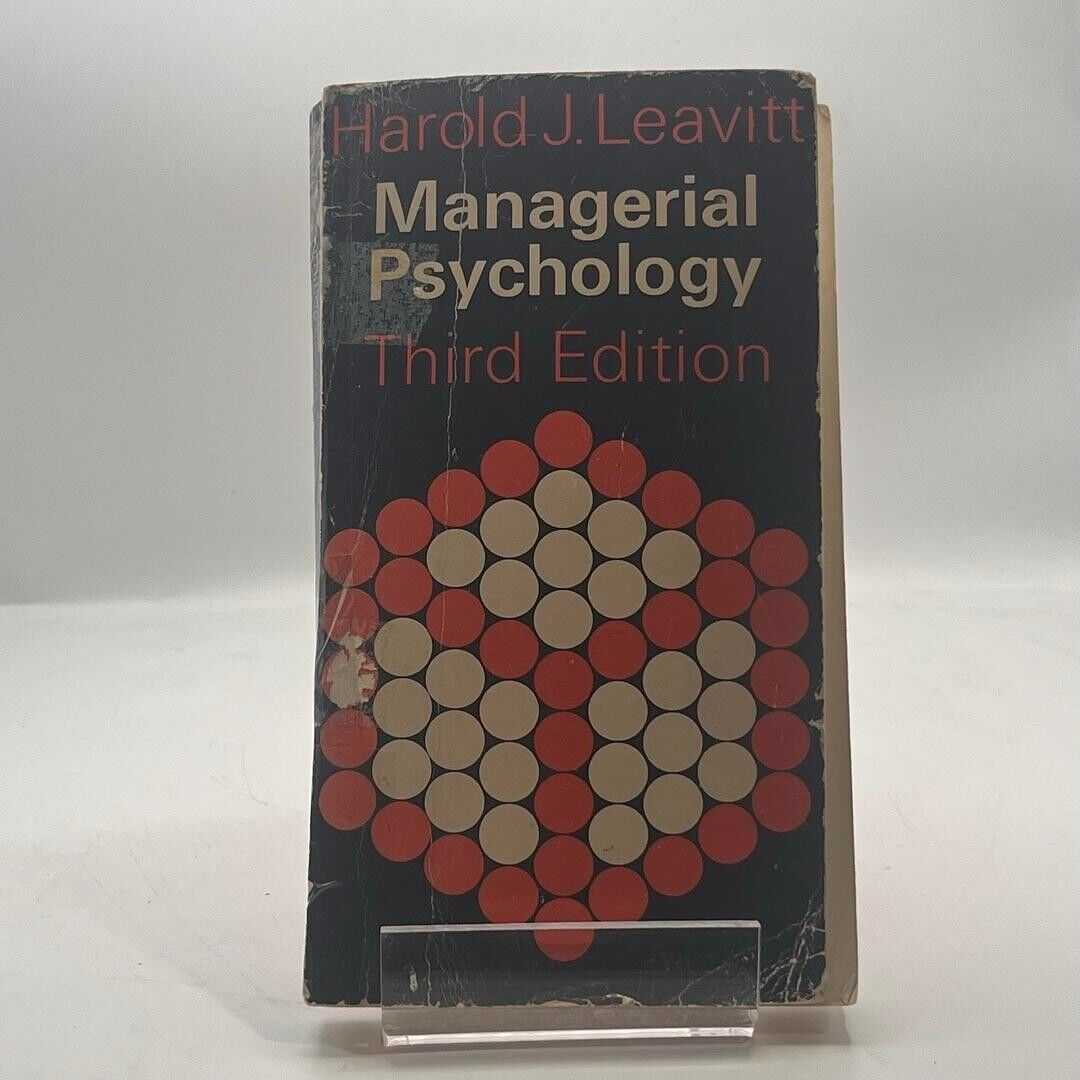 Harold J. Leavitt
Managerial
Psychology
Third Edition